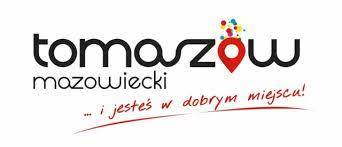 tomaszów
mazowiecki
... i jesteś w dobrym miejscu!